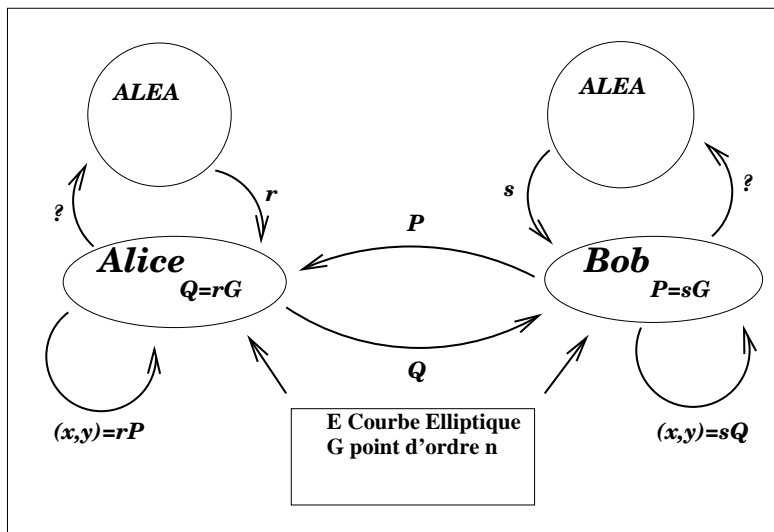 ALEA
ALEA
r
s
?
?
P
Alice
Q=rG
Bob
P=sG
Q
E Courbe Elliptique
G point d'ordre n
(x,y)=rP
(x,y)=sQ